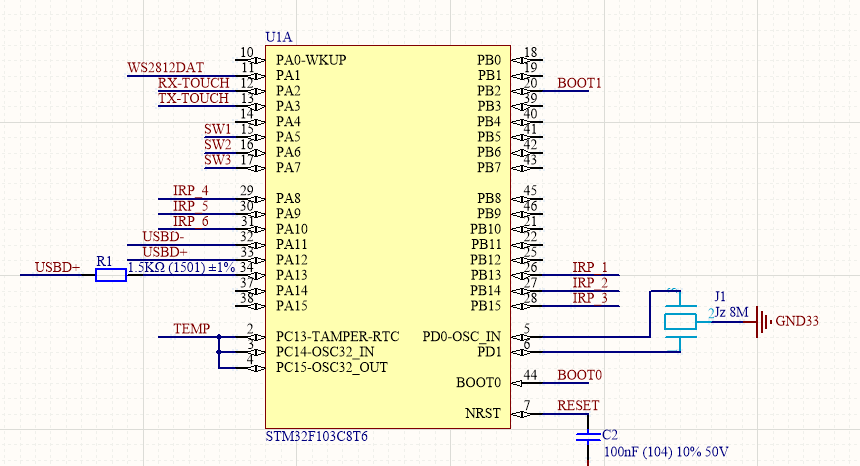 U1A
10 PA0-WKUP PB0 18
WS2812DAT 11 PA1 PB1 19
RX-TOUCH 12 PA2 PB2 20 BOOT1
TX-TOUCH 13 PA3 PB3 39
14 PA4 PB4 40
SW1 15 PA5 PB5 41
SW2 16 PA6 PB6 42
SW3 17 PA7 PB7 43
IRP_4 29 PA8 PB8 45
IRP_5 30 PA9 PB9 46
IRP_6 31 PA10 PB10 21
USBD- 32 PA11 PB11 22
USBD+ 33 PA12 PB12 25
USBD+ R1 1.5KΩ (1501) ±1% 34 PA13 PB13 26 IRP_1
37 PA14 PB14 27 IRP_2
38 PA15 PB15 28 IRP_3
J1
Jz 8M
2
GND33
TEMP 2 PC13-TAMPER-RTC PD0-OSC_IN 5
3 PC14-OSC32_IN PD1 6
4 PC15-OSC32_OUT
BOOT0 44 BOOT0
NRST 7 RESET
STM32F103C8T6
C2
100nF (104) 10% 50V